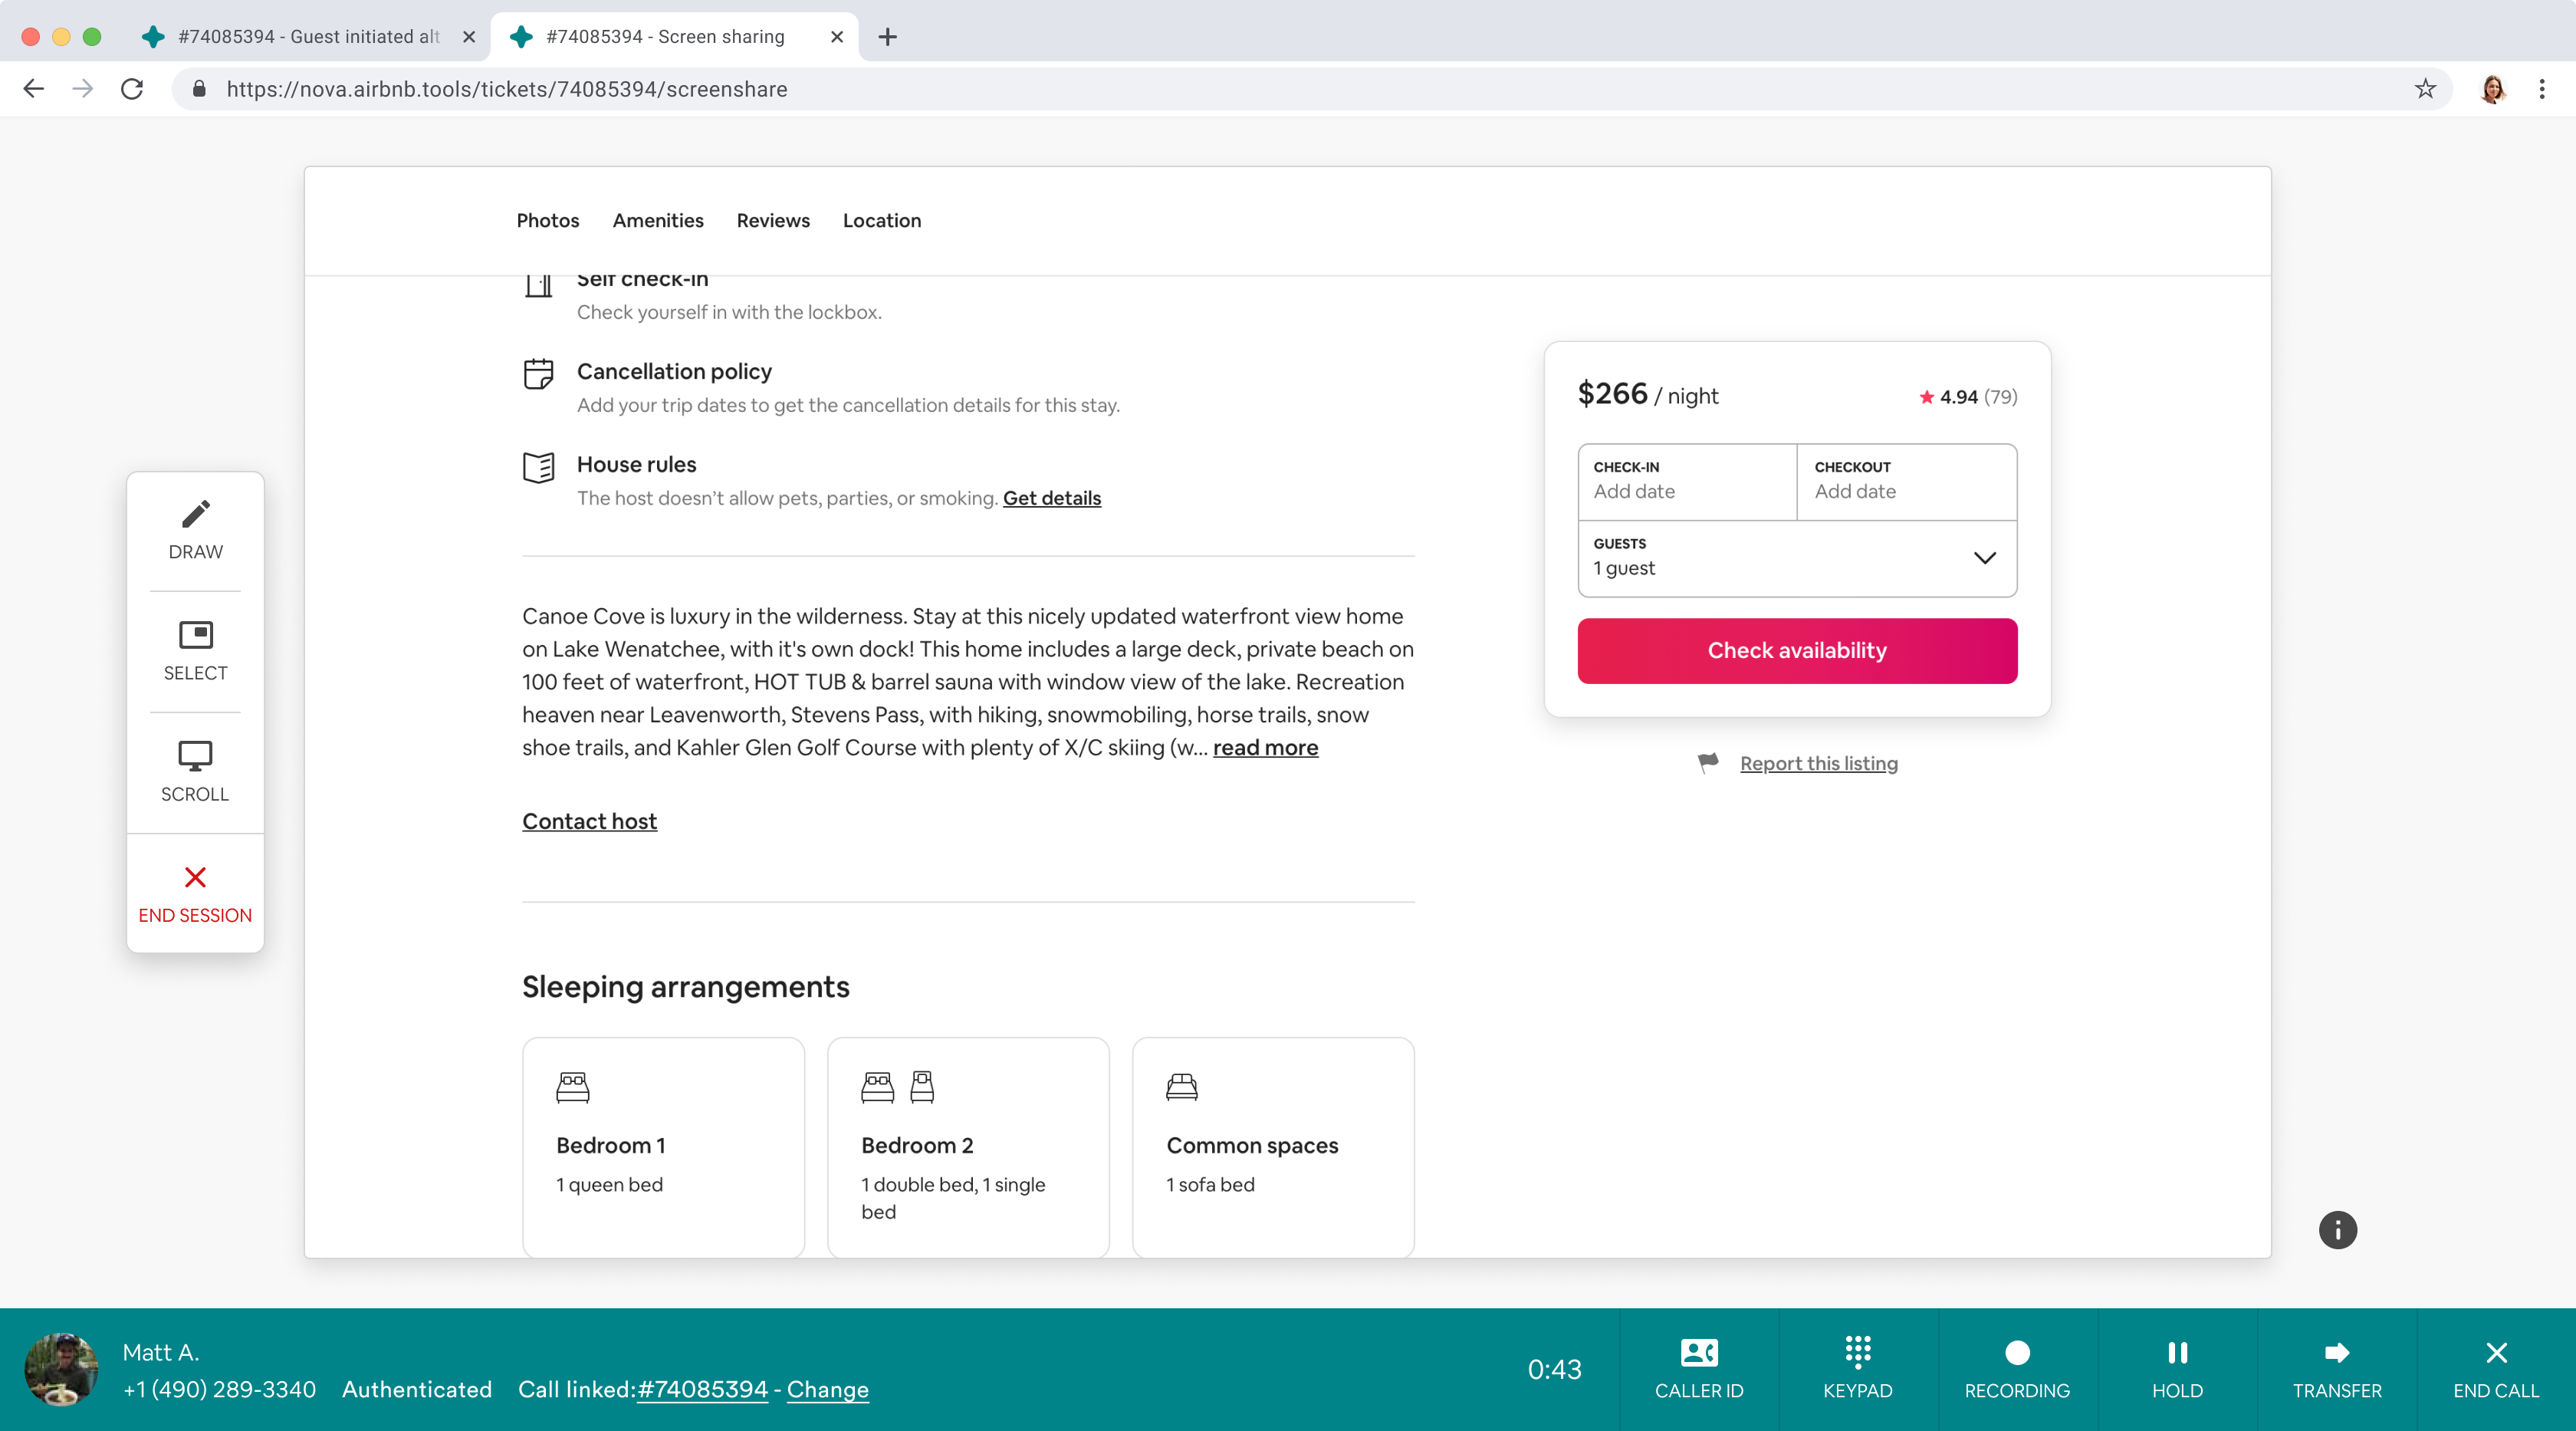 #74085394 - Guest initiated alt
#74085394 - Screen sharing
https://nova.airbnb.tools/tickets/74085394/screenshare
Photos Amenities Reviews Location
Self check-in
Check yourself in with the lockbox.
Cancellation policy
Add your trip dates to get the cancellation details for this stay.
House rules
The host doesn’t allow pets, parties, or smoking. Get details
Canoe Cove is luxury in the wilderness. Stay at this nicely updated waterfront view home
on Lake Wenatchee, with it's own dock! This home includes a large deck, private beach on
100 feet of waterfront, HOT TUB & barrel sauna with window view of the lake. Recreation
heaven near Leavenworth, Stevens Pass, with hiking, snowmobiling, horse trails, snow
shoe trails, and Kahler Glen Golf Course with plenty of X/C skiing (w... read more
Contact host
Sleeping arrangements
Bedroom 1
1 queen bed
Bedroom 2
1 double bed, 1 single
bed
Common spaces
1 sofa bed
$266 / night
4.94 (79)
CHECK-IN
Add date
CHECKOUT
Add date
GUESTS
1 guest
Check availability
Report this listing
DRAW
SELECT
SCROLL
END SESSION
Matt A.
+1 (490) 289-3340 Authenticated Call linked:#74085394 - Change
0:43
CALLER ID
KEYPAD
RECORDING
HOLD
TRANSFER
END CALL